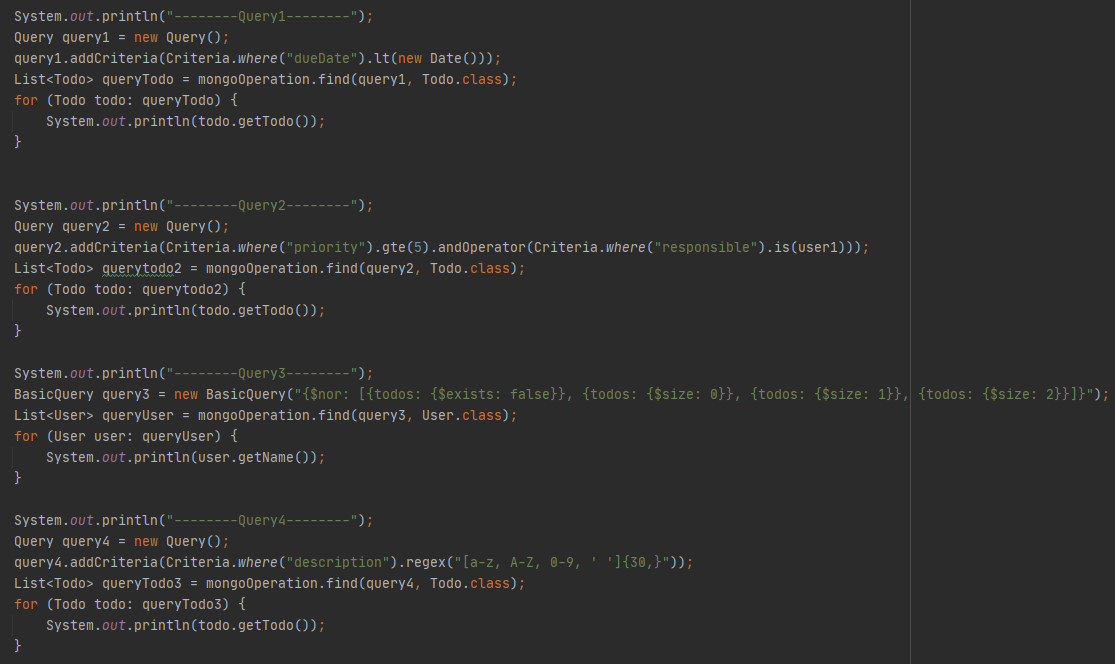 System.out.println("--------Query1--------");
Query query1 = new Query();
query1.addCriteria(Criteria.where("dueDate").lt(new Date()));
List<Todo> queryTodo = mongoOperation.find(query1, Todo.class);
for (Todo todo: queryTodo) {
    System.out.println(todo.getTodo());
}
System.out.println("--------Query2--------");
Query query2 = new Query();
query2.addCriteria(Criteria.where("priority").gte(5).andOperator(Criteria.where("responsible").is(user1)));
List<Todo> querytodo2 = mongoOperation.find(query2, Todo.class);
for (Todo todo: querytodo2) {
    System.out.println(todo.getTodo());
}
System.out.println("--------Query3--------");
BasicQuery query3 = new BasicQuery("{$nor: [{todos: {$exists: false}}, {todos: {$size: 0}}, {todos: {$size: 1}}, {todos: {$size: 2}}]}");
List<User> queryUser = mongoOperation.find(query3, User.class);
for (User user: queryUser) {
    System.out.println(user.getName());
}
System.out.println("--------Query4--------");
Query query4 = new Query();
query4.addCriteria(Criteria.where("description").regex("[a-z, A-Z, 0-9, ' ']{30,}"));
List<Todo> queryTodo3 = mongoOperation.find(query4, Todo.class);
for (Todo todo: queryTodo3) {
    System.out.println(todo.getTodo());
}